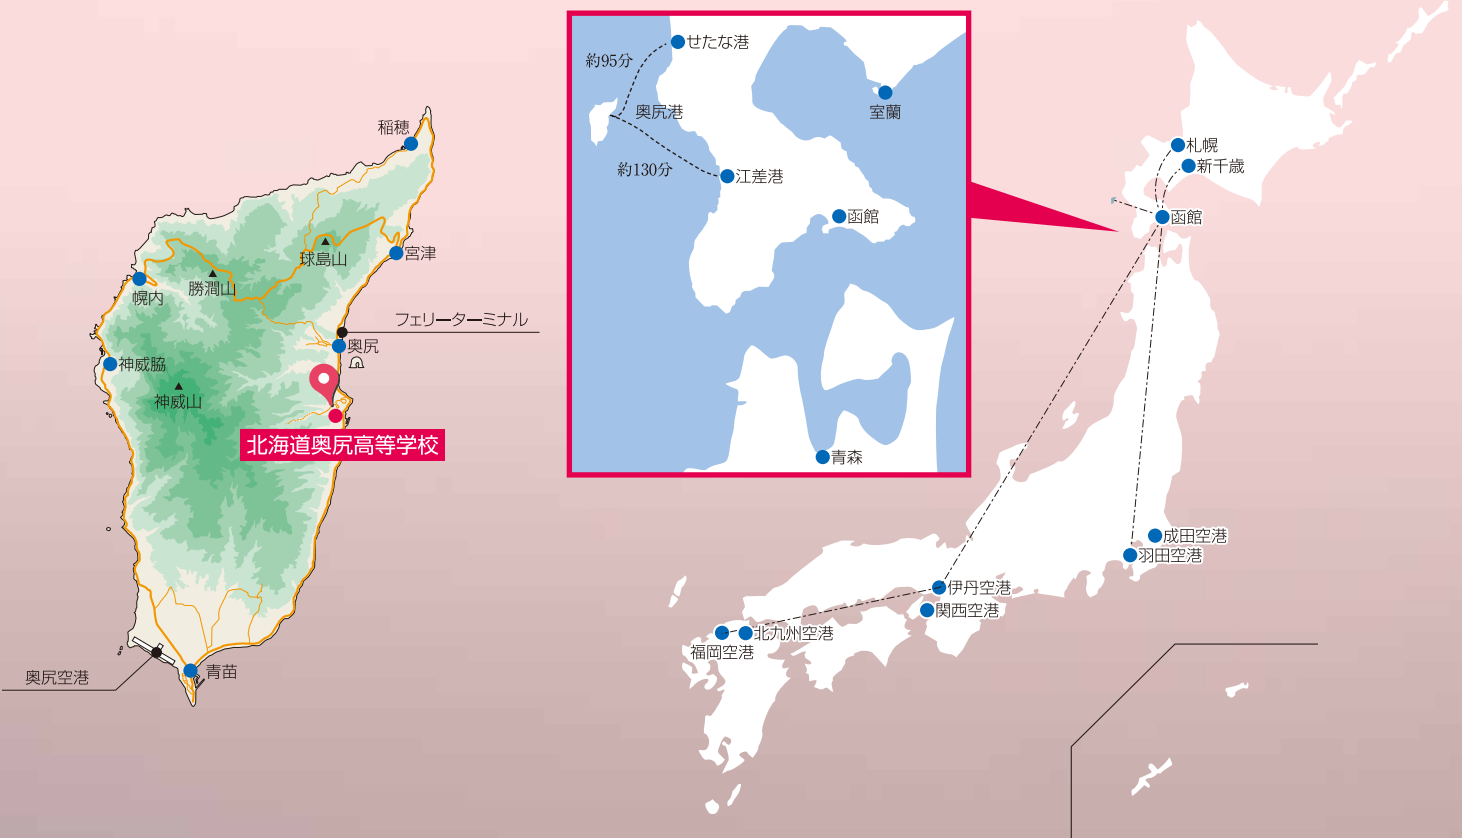 稲穂
宮津
球島山
勝澗山
幌内
フェリーターミナル
奥尻
神威脇
神威山
北海道奥尻高等学校
奥尻空港
青苗
せたな港
約95分
奥尻港
室蘭
約130分
江差港
函館
青森
札幌
新千歳
函館
成田空港
羽田空港
伊丹空港
関西空港
北九州空港
福岡空港